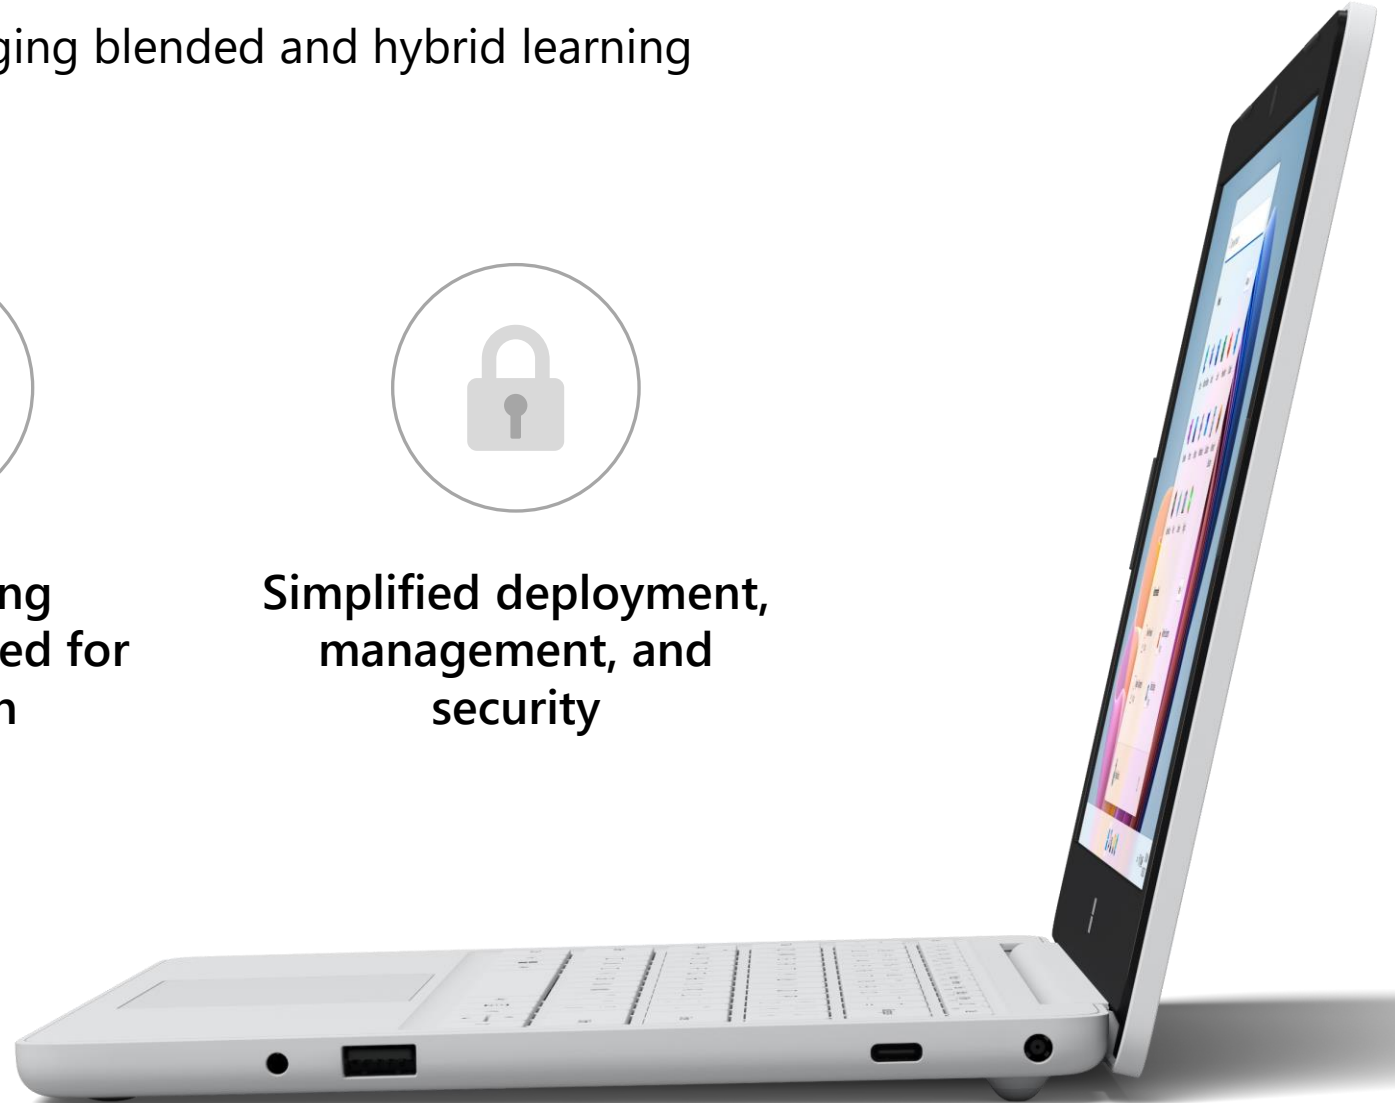 ging blended and hybrid learning
ng
ed for
n
Simplified deployment,
management, and
security